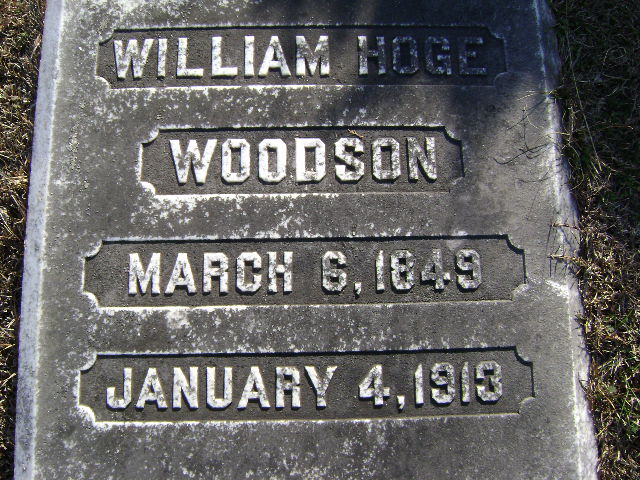 WILLIAM HOGE
WOODSON
MARCH 6, 1849
JANUARY 4, 1913